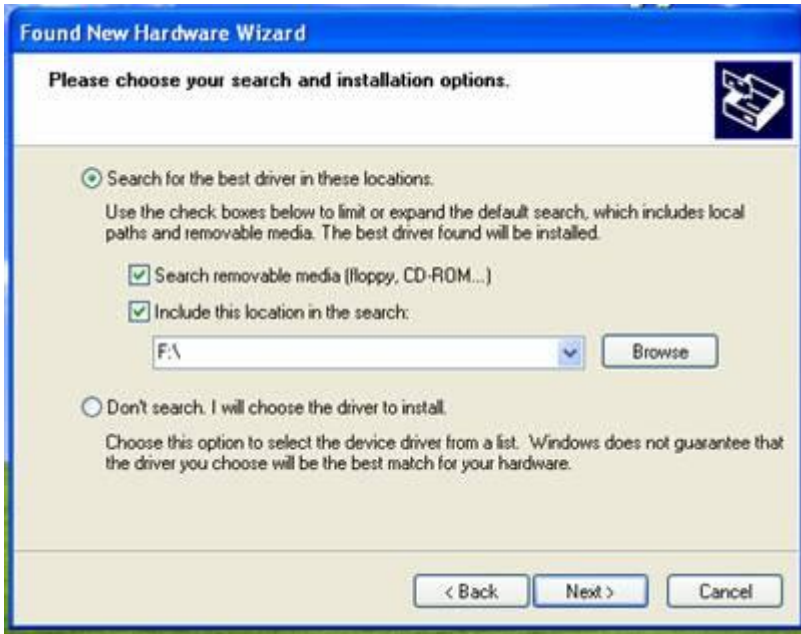 Found New Hardware Wizard
Please choose your search and installation options.
Search for the best driver in these locations.
Use the check boxes below to limit or expand the default search, which includes local
paths and removable media. The best driver found will be installed.
Search removable media (floppy, CD-ROM...)
Include this location in the search:
F:\
Browse
Don't search. I will choose the driver to install.
Choose this option to select the device driver from a list. Windows does not guarantee that
the driver you choose will be the best match for your hardware.
< Back
Next >
Cancel